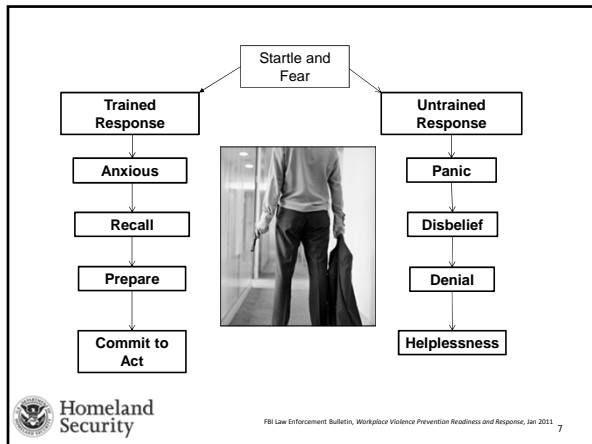 Startle and
Fear
Trained
Response
Anxious
Recall
Prepare
Commit to
Act
Untrained
Response
Panic
Disbelief
Denial
Helplessness
Homeland
Security
FBI Law Enforcement Bulletin, Workplace Violence Prevention Readiness and Response, Jan 2011
7